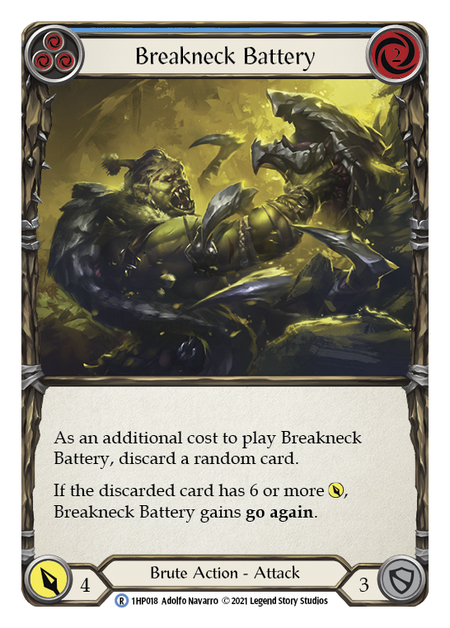 Breakneck Battery
2
As an additional cost to play Breakneck
Battery, discard a random card.
If the discarded card has 6 or more ,
Breakneck Battery gains go again.
4
Brute Action - Attack
3
R 1HP018 Adolfo Navarro © 2021 Legend Story Studios